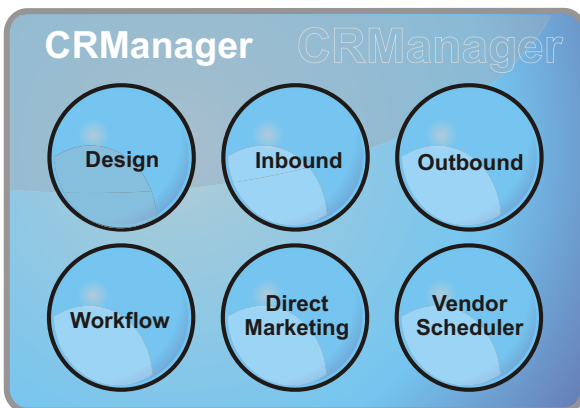 CRManager CRManager
Design Inbound Outbound
Workflow Direct Marketing Vendor Scheduler